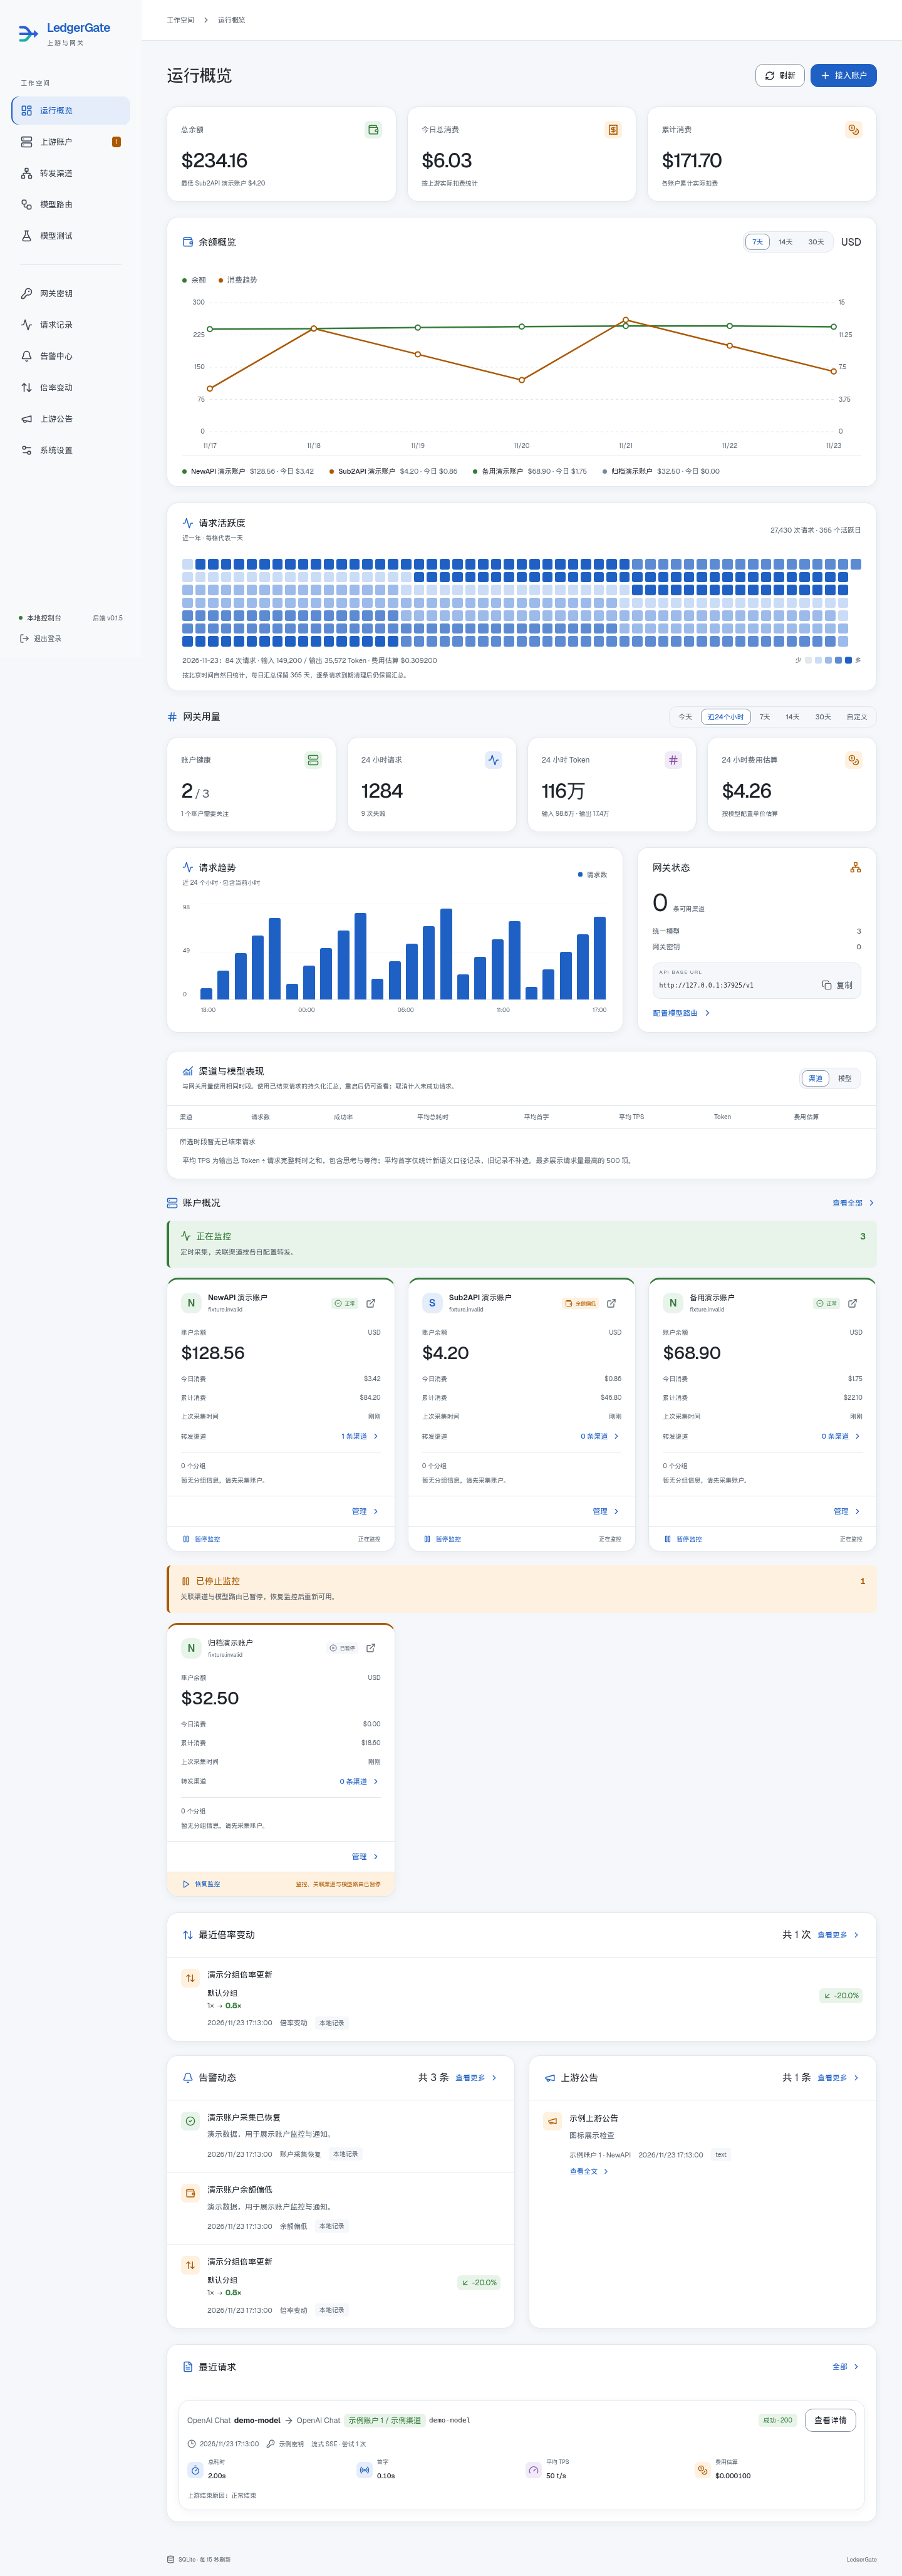 LedgerGate
上游与网关
工作空间
运行概览
上游账户 1
转发渠道
模型路由
模型测试
网关密钥
请求记录
告警中心
倍率变动
上游公告
系统设置
本地控制台 后端 v0.1.5
退出登录
工作空间 > 运行概览
运行概览
刷新
接入账户
总余额
$234.16
最低 Sub2API 演示账户 $4.20
今日总消费
$6.03
按上游实际扣费统计
累计消费
$171.70
各账户累计实际扣费
余额概览
7天 14天 30天 USD
余额 消费趋势
300 15
225 11.25
150 7.5
75 3.75
0 0
11/17 11/18 11/19 11/20 11/21 11/22 11/23
NewAPI 演示账户 $128.56 · 今日 $3.42 Sub2API 演示账户 $4.20 · 今日 $0.86 备用演示账户 $68.90 · 今日 $1.75 归档演示账户 $32.50 · 今日 $0.00
请求活跃度
近一年 · 每格代表一天
27,430 次请求 · 365 个活跃日
2026-11-23：84 次请求 · 输入 149,200 / 输出 35,572 Token · 费用估算 $0.309200
少 多
按北京时间自然日统计，每日汇总保留 365 天，逐条请求到期清理后仍保留汇总。
网关用量
今天 近24个小时 7天 14天 30天 自定义
账户健康
2 / 3
1 个账户需要关注
24 小时请求
1284
9 次失败
24 小时 Token
116万
输入 98.6万 · 输出 17.4万
24 小时费用估算
$4.26
按模型配置单价估算
请求趋势
近 24 个小时 · 包含当前小时
请求数
98
49
0
18:00 00:00 06:00 11:00 17:00
网关状态
0 条可用渠道
统一模型 3
网关密钥 0
API BASE URL
http://127.0.0.1:37925/v1 复制
配置模型路由
渠道与模型表现
与网关用量使用相同时段。使用已结束请求的持久化汇总，重启后仍可查看；取消计入未成功请求。
渠道 模型
渠道 请求数 成功率 平均总耗时 平均首字 平均 TPS Token 费用估算
所选时段暂无已结束请求
平均 TPS 为输出总 Token ÷ 请求完整耗时之和，包含思考与等待；平均首字仅统计新语义口径记录，旧记录不补造。最多展示请求量最高的 500 项。
账户概况
查看全部
正在监控 3
定时采集，关联渠道按各自配置转发。
N NewAPI 演示账户 正常
fixture.invalid
账户余额 USD
$128.56
今日消费 $3.42
累计消费 $84.20
上次采集时间 刚刚
转发渠道 1 条渠道
0 个分组
暂无分组信息，请先采集账户。
管理
暂停监控 正在监控
S Sub2API 演示账户 余额偏低
fixture.invalid
账户余额 USD
$4.20
今日消费 $0.86
累计消费 $46.80
上次采集时间 刚刚
转发渠道 0 条渠道
0 个分组
暂无分组信息，请先采集账户。
管理
暂停监控 正在监控
N 备用演示账户 正常
fixture.invalid
账户余额 USD
$68.90
今日消费 $1.75
累计消费 $22.10
上次采集时间 刚刚
转发渠道 0 条渠道
0 个分组
暂无分组信息，请先采集账户。
管理
暂停监控 正在监控
已停止监控 1
关联渠道与模型路由已暂停，恢复监控后重新可用。
N 归档演示账户 已暂停
fixture.invalid
账户余额 USD
$32.50
今日消费 $0.00
累计消费 $18.60
上次采集时间 刚刚
转发渠道 0 条渠道
0 个分组
暂无分组信息，请先采集账户。
管理
恢复监控 监控、关联渠道与模型路由已暂停
最近倍率变动
共 1 次 查看更多
演示分组倍率更新
默认分组
1× → 0.8×
-20.0%
2026/11/23 17:13:00 倍率变动 本地记录
告警动态
共 3 条 查看更多
演示账户采集已恢复
演示数据，用于展示账户监控与通知。
2026/11/23 17:13:00 账户采集恢复 本地记录
演示账户余额偏低
演示数据，用于展示账户监控与通知。
2026/11/23 17:13:00 余额偏低 本地记录
演示分组倍率更新
默认分组
1× → 0.8×
-20.0%
2026/11/23 17:13:00 倍率变动 本地记录
上游公告
共 1 条 查看更多
示例上游公告
图标展示检查
示例账户 1 · NewAPI 2026/11/23 17:13:00 text
查看全文
最近请求
全部
OpenAI Chat demo-model → OpenAI Chat 示例账户 1 / 示例渠道 demo-model
成功 · 200 查看详情
2026/11/23 17:13:00 示例密钥 流式 SSE · 尝试 1 次
总耗时
2.00s
首字
0.10s
平均 TPS
50 t/s
费用估算
$0.000100
上游结束原因：正常结束
SQLite · 每 15 秒刷新
LedgerGate